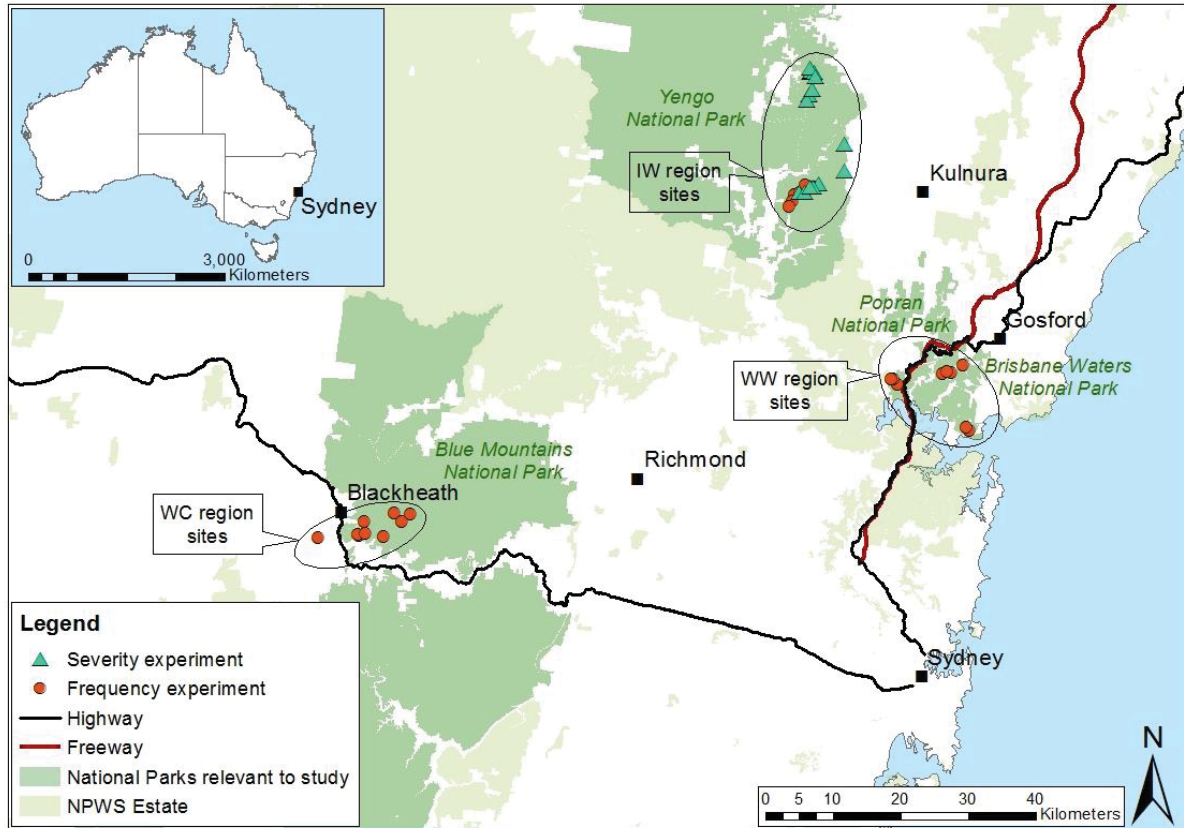 Sydney
0 3,000
Kilometers
Yengo
National Park
IW region
sites
Kulnura
Popran
National Park
Gosford
WW region
sites
Brisbane Waters
National Park
Blue Mountains
National Park
Richmond
Blackheath
WC region
sites
Sydney
Legend
Severity experiment
Frequency experiment
Highway
Freeway
National Parks relevant to study
NPWS Estate
N
0 5 10 20 30 40
Kilometers